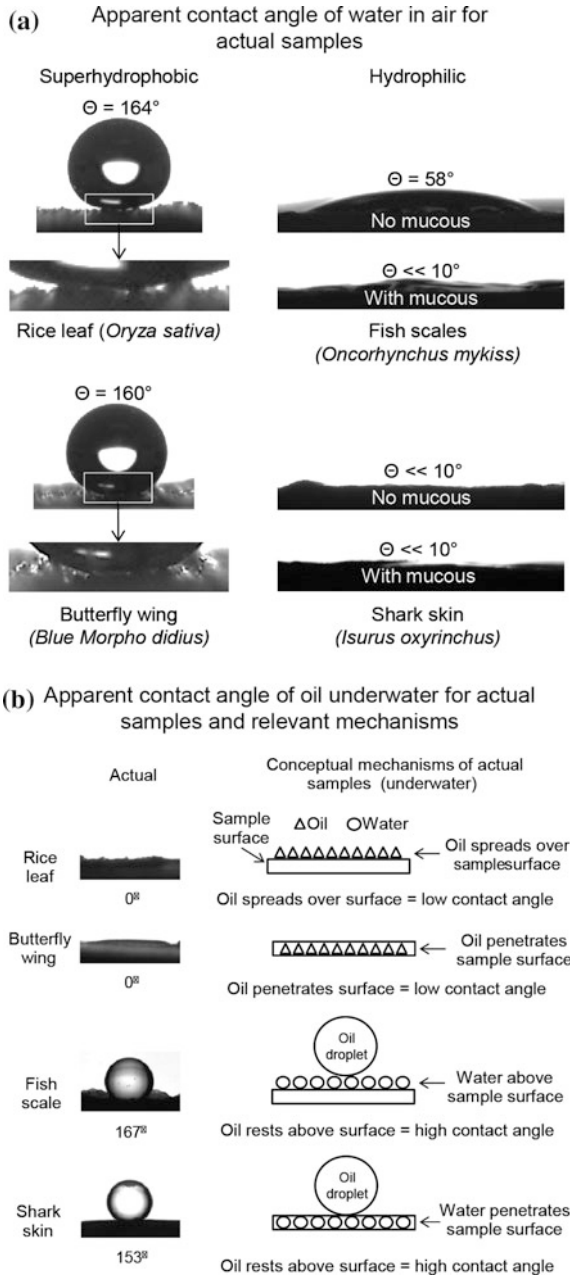 (a) Apparent contact angle of water in air for
actual samples
Superhydrophobic
Θ = 164°
Rice leaf (Oryza sativa)
Θ = 160°
Butterfly wing
(Blue Morpho didius)
Hydrophilic
Θ = 58°
No mucous
Θ << 10°
With mucous
Fish scales
(Oncorhynchus mykiss)
Θ << 10°
No mucous
Θ << 10°
With mucous
Shark skin
(Isurus oxyrinchus)
(b) Apparent contact angle of oil underwater for actual
samples and relevant mechanisms
Actual
Conceptual mechanisms of actual
samples (underwater)
Rice
leaf
0
Sample
surface
△Oil ○Water
Oil spreads over
samplesurface
Oil spreads over surface = low contact angle
Butterfly
wing
0
Oil penetrates
sample surface
Oil penetrates surface = low contact angle
Fish
scale
167
Oil
droplet
Water above
sample surface
Oil rests above surface = high contact angle
Shark
skin
153
Oil
droplet
Water penetrates
sample surface
Oil rests above surface = high contact angle